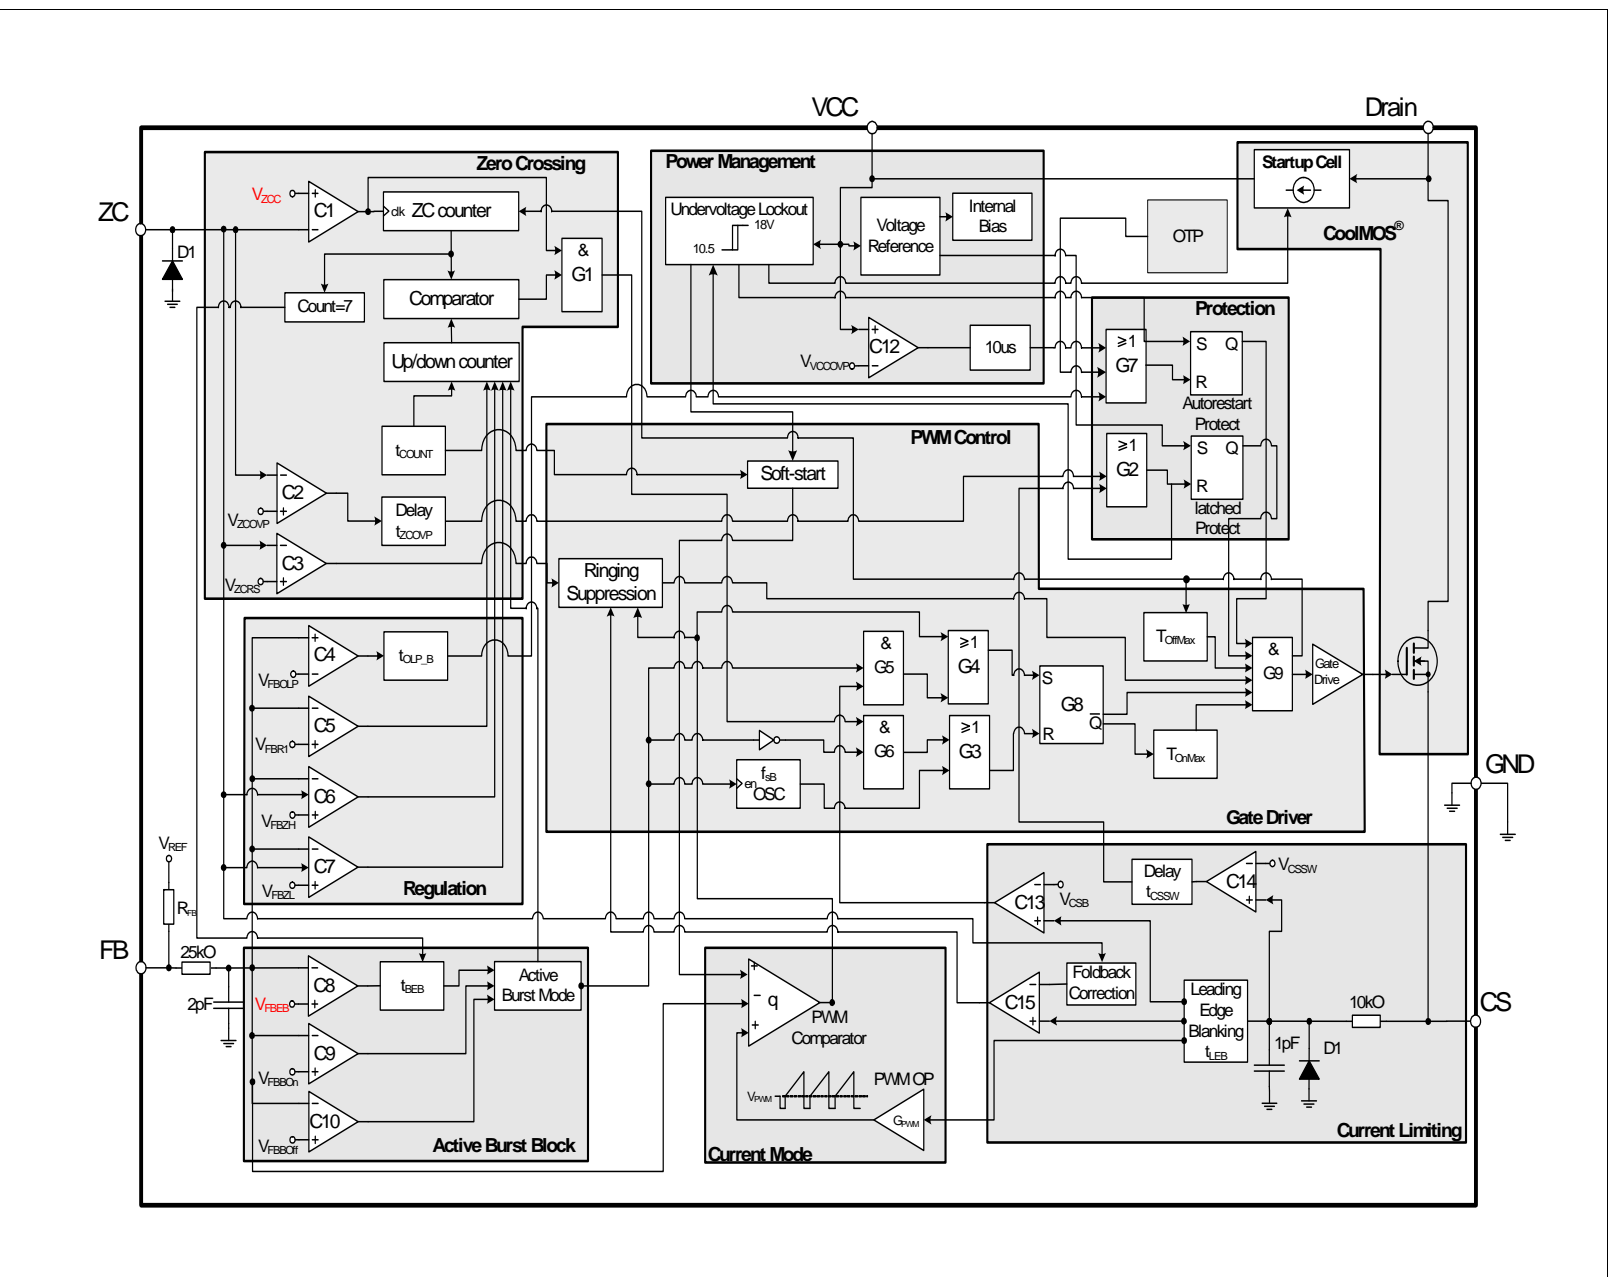 VCC
Drain
Zero Crossing
Power Management
Startup Cell
CoolMOS®
ZC
VZCC
+
−
C1
clk
ZC counter
D1
&
G1
Count=7
Comparator
Up/down counter
tCOUNT
−
C2
+
VZCOVP
Delay
tZCOVP
−
C3
+
VZCRS
Undervoltage Lockout
18V
10.5
Voltage
Reference
Internal
Bias
OTP
+
C12
−
VVCCOVP
10us
Protection
≥1
G7
S Q
R
Autorestart
Protect
≥1
G2
S Q
R
latched
Protect
PWM Control
Soft-start
Ringing
Suppression
&
G5
≥1
G4
&
G6
≥1
G3
fsB
en
OSC
S
G8
Q
R
TOffMax
TOnMax
&
G9
Gate
Drive
Gate Driver
GND
+
C4
−
VFBOLP
tOLP_B
−
C5
+
VFBR1
−
C6
+
VFBZH
−
C7
+
VFBZL
Regulation
VREF
RFB
FB
25kO
2pF
−
C8
+
VFBEB
tBEB
Active
Burst Mode
−
C9
+
VFBBOn
−
C10
+
VFBBOff
Active Burst Block
+
−
q
+
PWM
Comparator
PWM OP
VPWM
GPWM
Current Mode
−
C13
+
VCSB
Delay
tCSSW
−
C14
+
VCSSW
−
C15
+
Foldback
Correction
Leading
Edge
Blanking
tLEB
1pF
D1
10kO
CS
Current Limiting